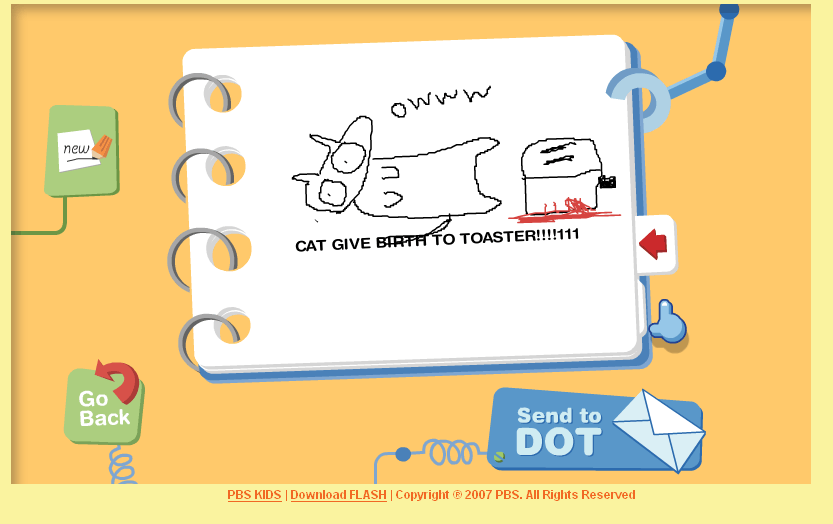 owww
new
CAT GIVE BIRTH TO TOASTER!!!!111
Go
Back
Send to
DOT
PBS KIDS | Download FLASH | Copyright ® 2007 PBS. All Rights Reserved